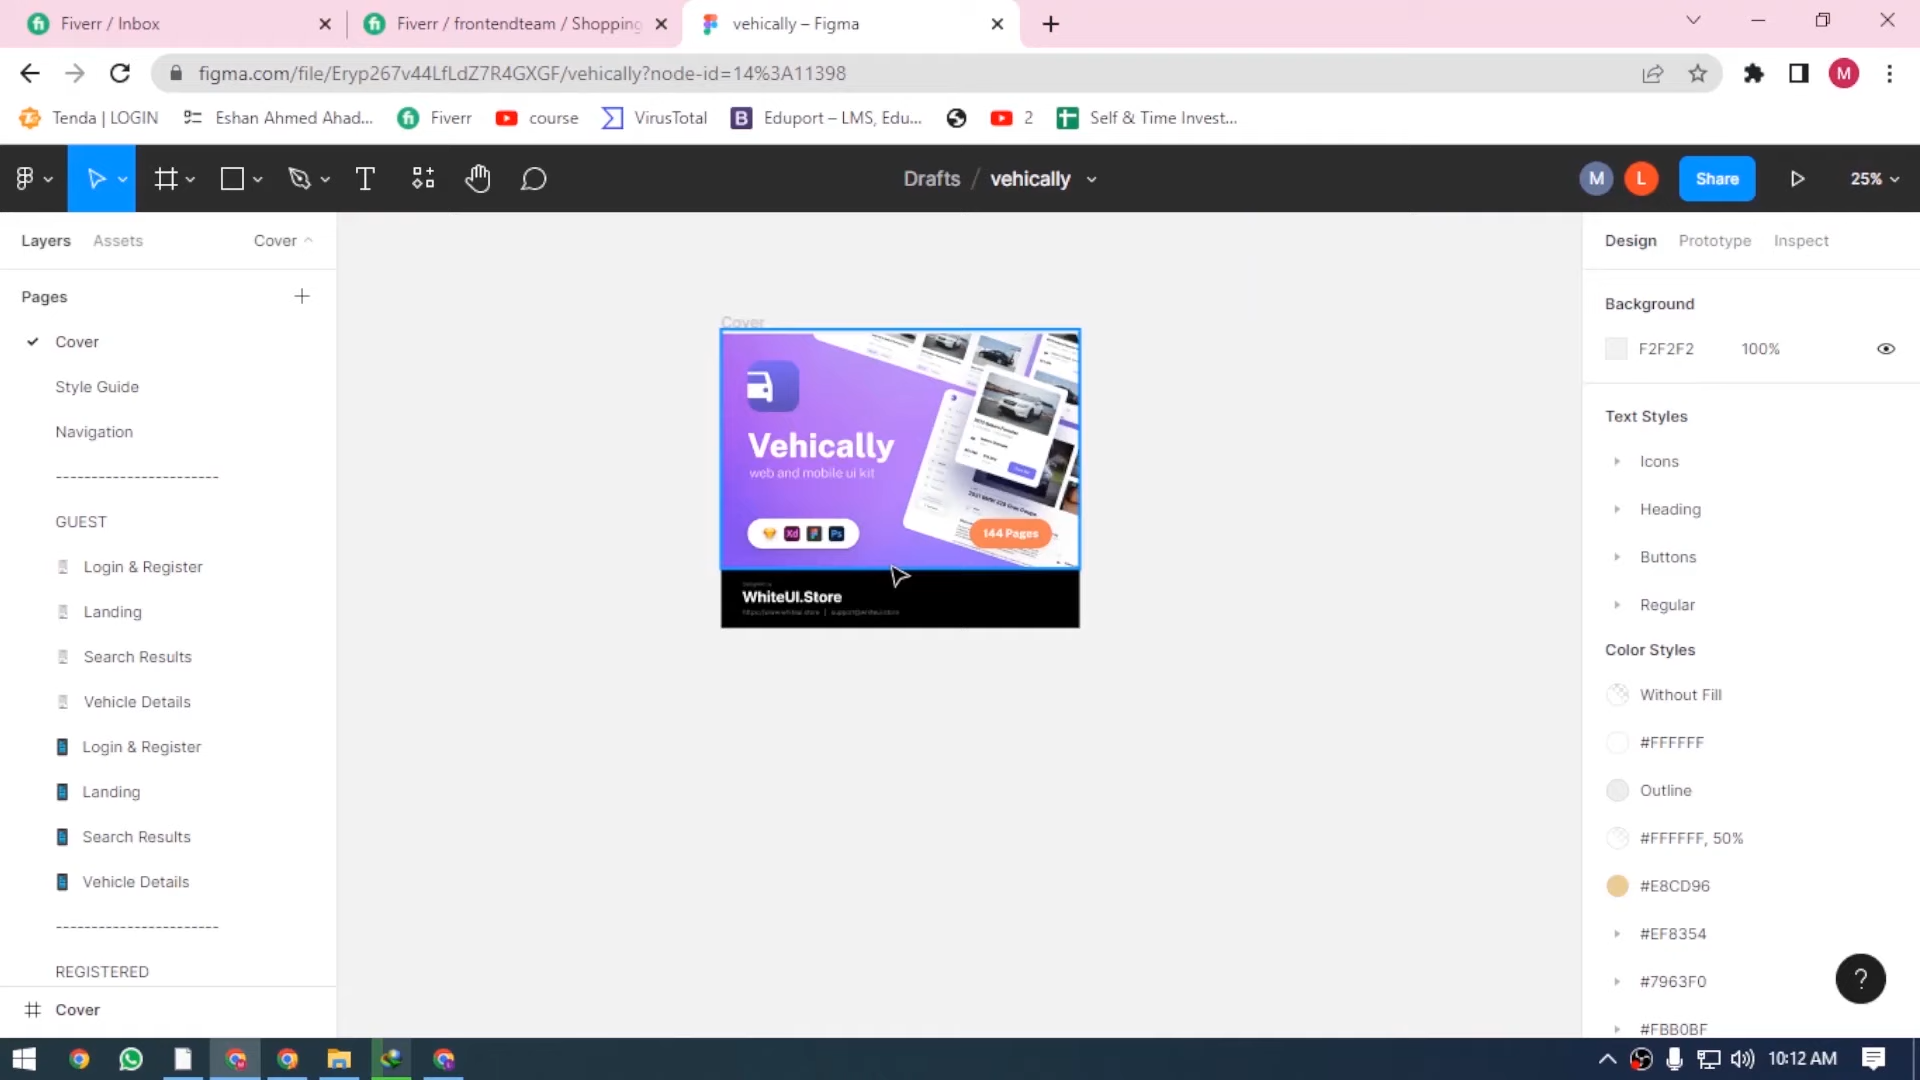 Fiverr / Inbox
Fiverr / frontendteam / Shopping
vehically – Figma
figma.com/file/Eryp267v44LfLdZ7R4GXGF/vehically?node-id=14%3A11398
M
Tenda | LOGIN
Eshan Ahmed Ahad...
Fiverr
course
VirusTotal
B
Eduport – LMS, Edu...
2
Self & Time Invest...
Drafts / vehically
M
L
Share
25%
Layers
Assets
Cover
Design
Prototype
Inspect
Pages
Cover
Style Guide
Navigation
-----------------------
GUEST
Login & Register
Landing
Search Results
Vehicle Details
Login & Register
Landing
Search Results
Vehicle Details
-----------------------
REGISTERED
Cover
Cover
Vehically
web and mobile ui kit
Xd
Ps
144 Pages
WhiteUI.Store
Background
F2F2F2
100%
Text Styles
Icons
Heading
Buttons
Regular
Color Styles
Without Fill
#FFFFFF
Outline
#FFFFFF, 50%
#E8CD96
#EF8354
#7963F0
#FBB0BF
?
10:12 AM